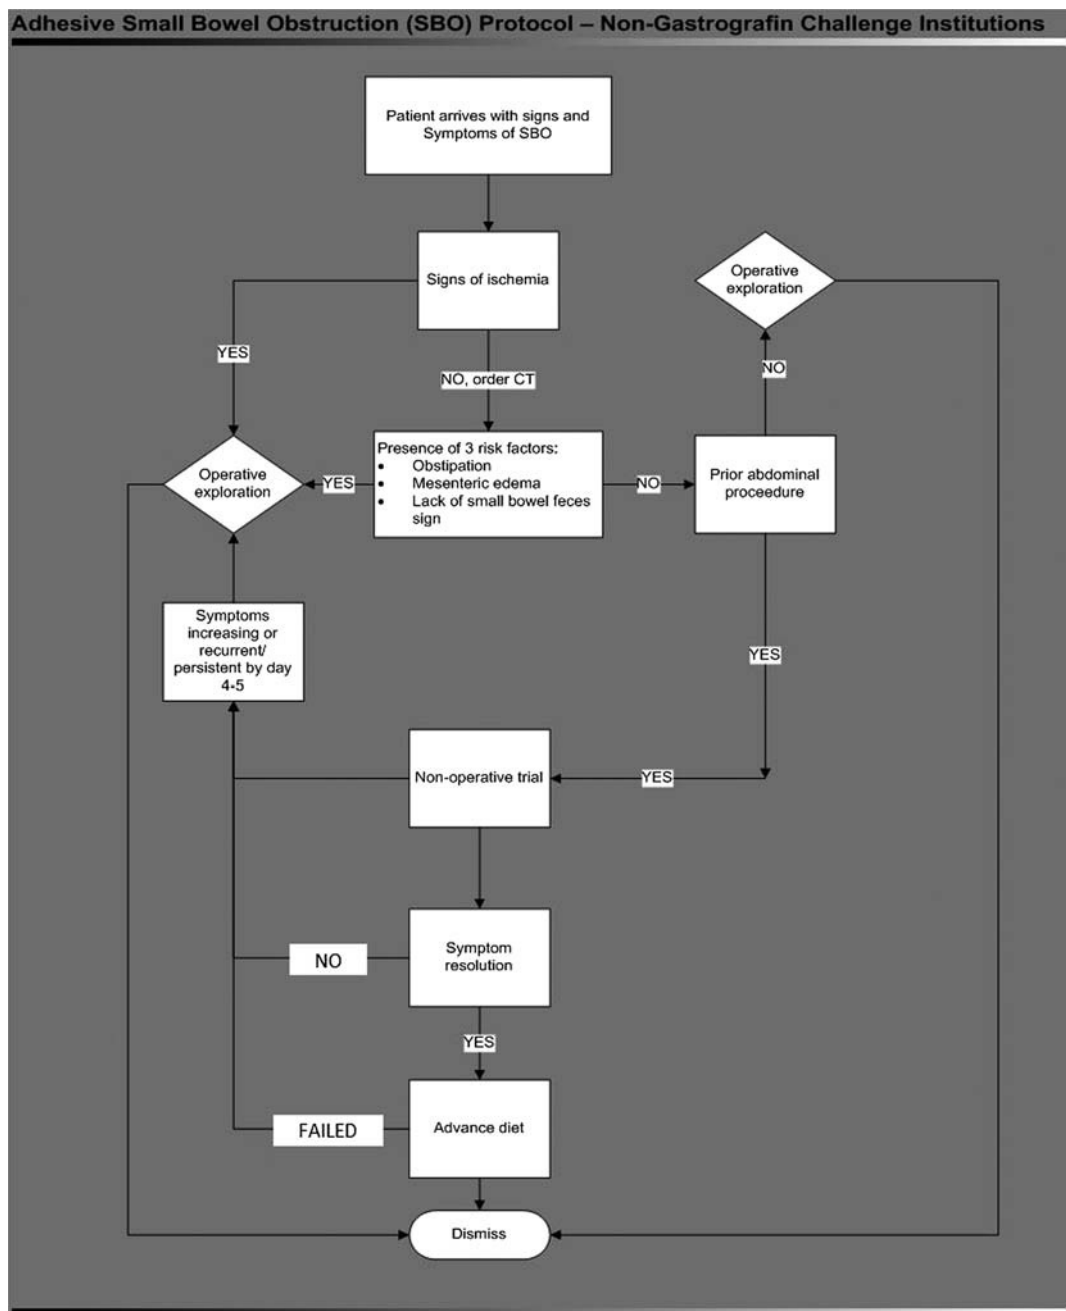 Adhesive Small Bowel Obstruction (SBO) Protocol – Non-Gastrografin Challenge Institutions
Patient arrives with signs and
Symptoms of SBO
Signs of ischemia
Operative
exploration
YES
NO, order CT
NO
Presence of 3 risk factors:
• Obstipation
• Mesenteric edema
• Lack of small bowel feces
sign
Operative
exploration
YES
NO
Prior abdominal
proceedure
Symptoms
increasing or
recurrent/
persistent by day
4-5
YES
Non-operative trial
YES
Symptom
resolution
NO
YES
Advance diet
FAILED
Dismiss